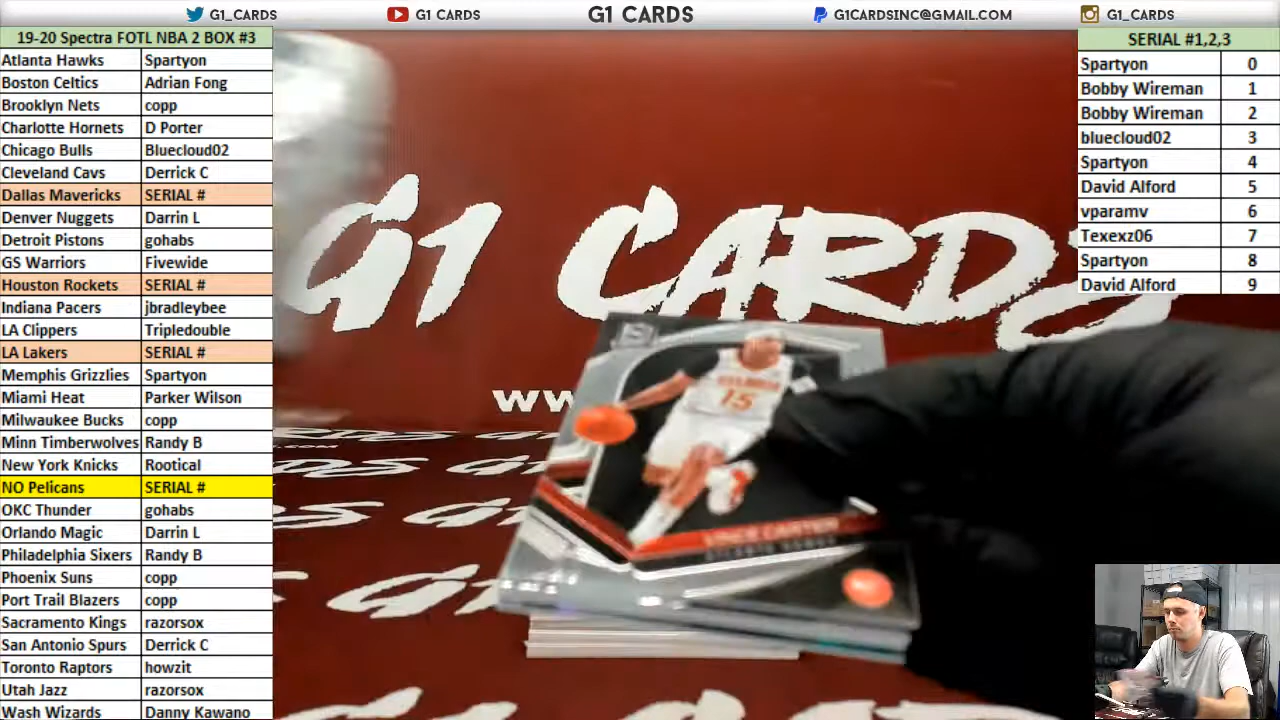 G1_CARDS
G1 CARDS
G1 CARDS
G1CARDSINC@GMAIL.COM
G1_CARDS
19-20 Spectra FOTL NBA 2 BOX #3
Atlanta Hawks Spartyon
Boston Celtics Adrian Fong
Brooklyn Nets copp
Charlotte Hornets D Porter
Chicago Bulls Bluecloud02
Cleveland Cavs Derrick C
Dallas Mavericks SERIAL #
Denver Nuggets Darrin L
Detroit Pistons gohabs
GS Warriors Fivewide
Houston Rockets SERIAL #
Indiana Pacers jbradleybee
LA Clippers Tripledouble
LA Lakers SERIAL #
Memphis Grizzlies Spartyon
Miami Heat Parker Wilson
Milwaukee Bucks copp
Minn Timberwolves Randy B
New York Knicks Rootical
NO Pelicans SERIAL #
OKC Thunder gohabs
Orlando Magic Darrin L
Philadelphia Sixers Randy B
Phoenix Suns copp
Port Trail Blazers copp
Sacramento Kings razorsox
San Antonio Spurs Derrick C
Toronto Raptors howzit
Utah Jazz razorsox
Wash Wizards Danny Kawano
SERIAL #1,2,3
Spartyon 0
Bobby Wireman 1
Bobby Wireman 2
bluecloud02 3
Spartyon 4
David Alford 5
vparamv 6
Texexz06 7
Spartyon 8
David Alford 9
G1 CARDS
ww
ATLANTA
15
VINCE CARTER
ATLANTA HAWKS